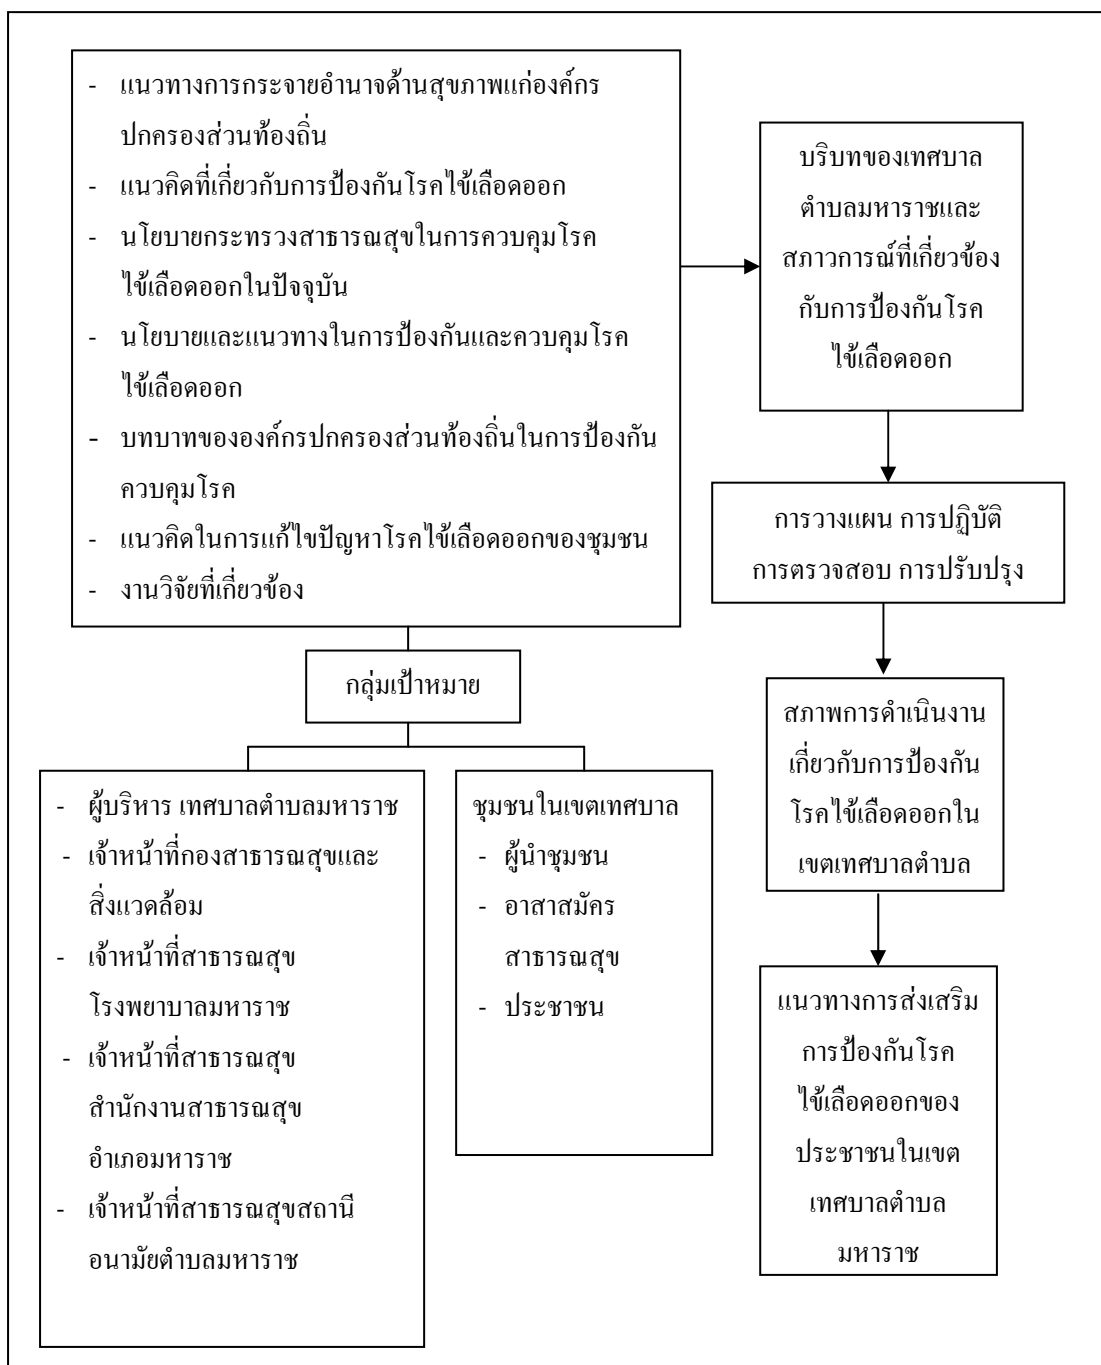 - แนวทางการกระจายอำนาจด้านสุขภาพแก่องค์กร
ปกครองส่วนท้องถิ่น
- แนวคิดที่เกี่ยวกับการป้องกันโรคไข้เลือดออก
- นโยบายกระทรวงสาธารณสุขในการควบคุมโรค
ไข้เลือดออกในปัจจุบัน
- นโยบายและแนวทางในการป้องกันและควบคุมโรค
ไข้เลือดออก
- บทบาทขององค์กรปกครองส่วนท้องถิ่นในการป้องกัน
ควบคุมโรค
- แนวคิดในการแก้ไขปัญหาโรคไข้เลือดออกของชุมชน
- งานวิจัยที่เกี่ยวข้อง
บริบทของเทศบาล
ตำบลมหาราชและ
สภาวการณ์ที่เกี่ยวข้อง
กับการป้องกันโรค
ไข้เลือดออก
การวางแผน การปฏิบัติ
การตรวจสอบ การปรับปรุง
สภาพการดำเนินงาน
เกี่ยวกับการป้องกัน
โรคไข้เลือดออกใน
เขตเทศบาลตำบล
แนวทางการส่งเสริม
การป้องกันโรค
ไข้เลือดออกของ
ประชาชนในเขต
เทศบาลตำบล
มหาราช
กลุ่มเป้าหมาย
- ผู้บริหาร เทศบาลตำบลมหาราช
- เจ้าหน้าที่กองสาธารณสุขและ
สิ่งแวดล้อม
- เจ้าหน้าที่สาธารณสุข
โรงพยาบาลมหาราช
- เจ้าหน้าที่สาธารณสุข
สำนักงานสาธารณสุข
อำเภอมหาราช
- เจ้าหน้าที่สาธารณสุขสถานี
อนามัยตำบลมหาราช
ชุมชนในเขตเทศบาล
- ผู้นำชุมชน
- อาสาสมัคร
สาธารณสุข
- ประชาชน